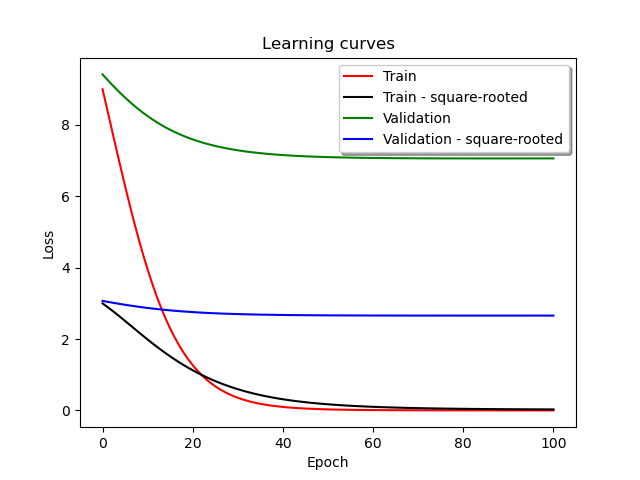 Learning curves
Train
Train - square-rooted
Validation
Validation - square-rooted
8
6
4
2
0
Loss
0 20 40 60 80 100
Epoch